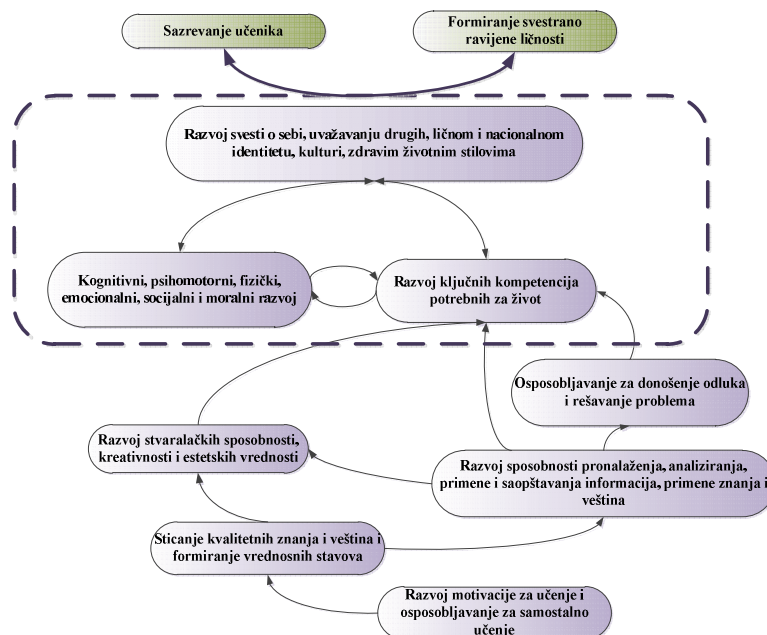 Sazrevanje učenika
Formiranje svestrano
ravijene ličnosti
Razvoj svesti o sebi, uvažavanju drugih, ličnom i nacionalnom
identitetu, kulturi, zdravim životnim stilovima
Kognitivni, psihomotorni, fizički,
emocionalni, socijalni i moralni razvoj
Razvoj ključnih kompetencija
potrebnih za život
Osposobljavanje za donošenje odluka
i rešavanje problema
Razvoj stvaralačkih sposobnosti,
kreativnosti i estetskih vrednosti
Razvoj sposobnosti pronalaženja, analiziranja,
primene i saopštavanja informacija, primene znanja i
veština
Sticanje kvalitetnih znanja i veština i
formiranje vrednosnih stavova
Razvoj motivacije za učenje i
osposobljavanje za samostalno
učenje